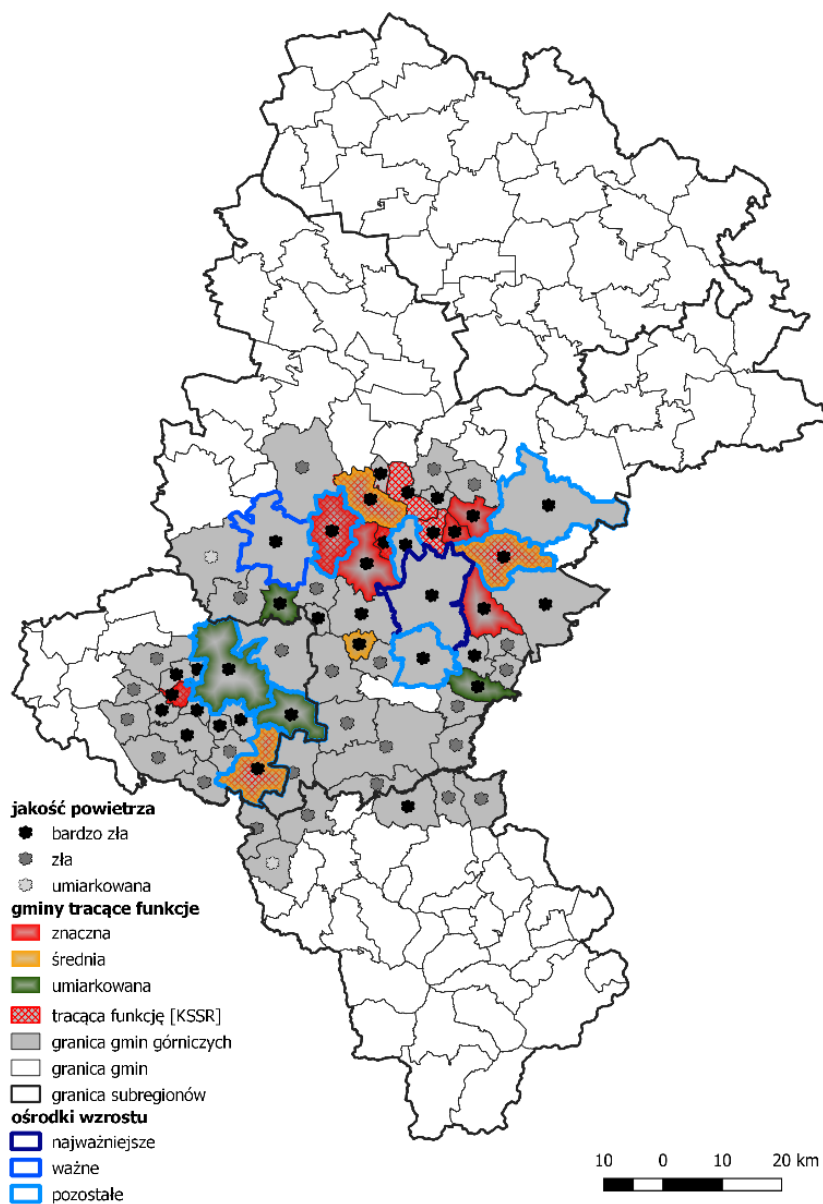 jakość powietrza
bardzo zła
zła
umiarkowana
gminy tracące funkcje
znaczna
średnia
umiarkowana
tracąca funkcję [KSSR]
granica gmin górniczych
granica gmin
granica subregionów
ośrodki wzrostu
najważniejsze
ważne
pozostałe
10 0 10 20 km